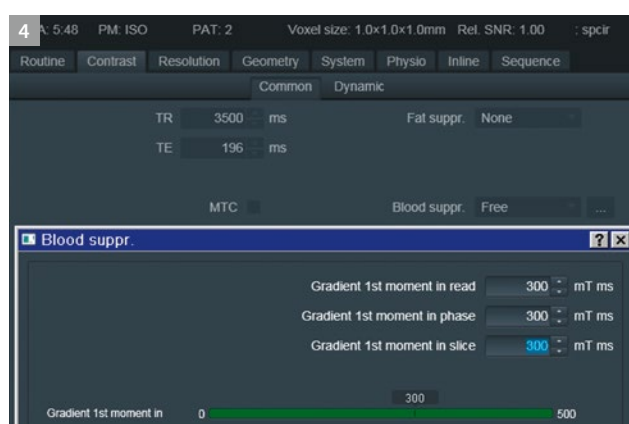 4 A: 5:48 PM: ISO PAT: 2 Voxel size: 1.0×1.0×1.0mm Rel. SNR: 1.00 : spcir
Routine Contrast Resolution Geometry System Physio Inline Sequence
Common Dynamic
TR 3500 ms Fat suppr. None
TE 196 ms
MTC Blood suppr. Free ...
Blood suppr. ? ×
Gradient 1st moment in read 300 mT ms
Gradient 1st moment in phase 300 mT ms
Gradient 1st moment in slice 300 mT ms
300
Gradient 1st moment in 0 500